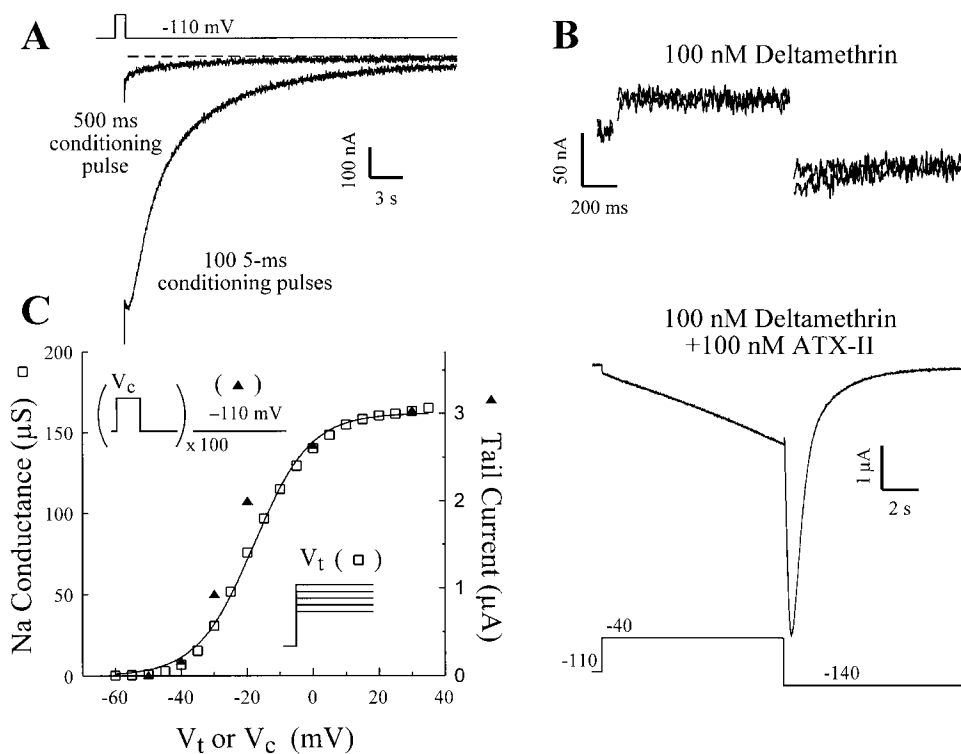 A
-110 mV
500 ms
conditioning
pulse
100 nA
3 s
100 5-ms
conditioning pulses
B
100 nM Deltamethrin
50 nA
200 ms
100 nM Deltamethrin
+100 nM ATX-II
1 µA
2 s
-40
-110
-140
C
Na Conductance (µS) □
200
150
100
50
0
( V_c ) x 100
( ▲ )
-110 mV
V_t ( □ )
3
2
1
0
Tail Current (µA) ▲
-60 -40 -20 0 20 40
V_t or V_c (mV)